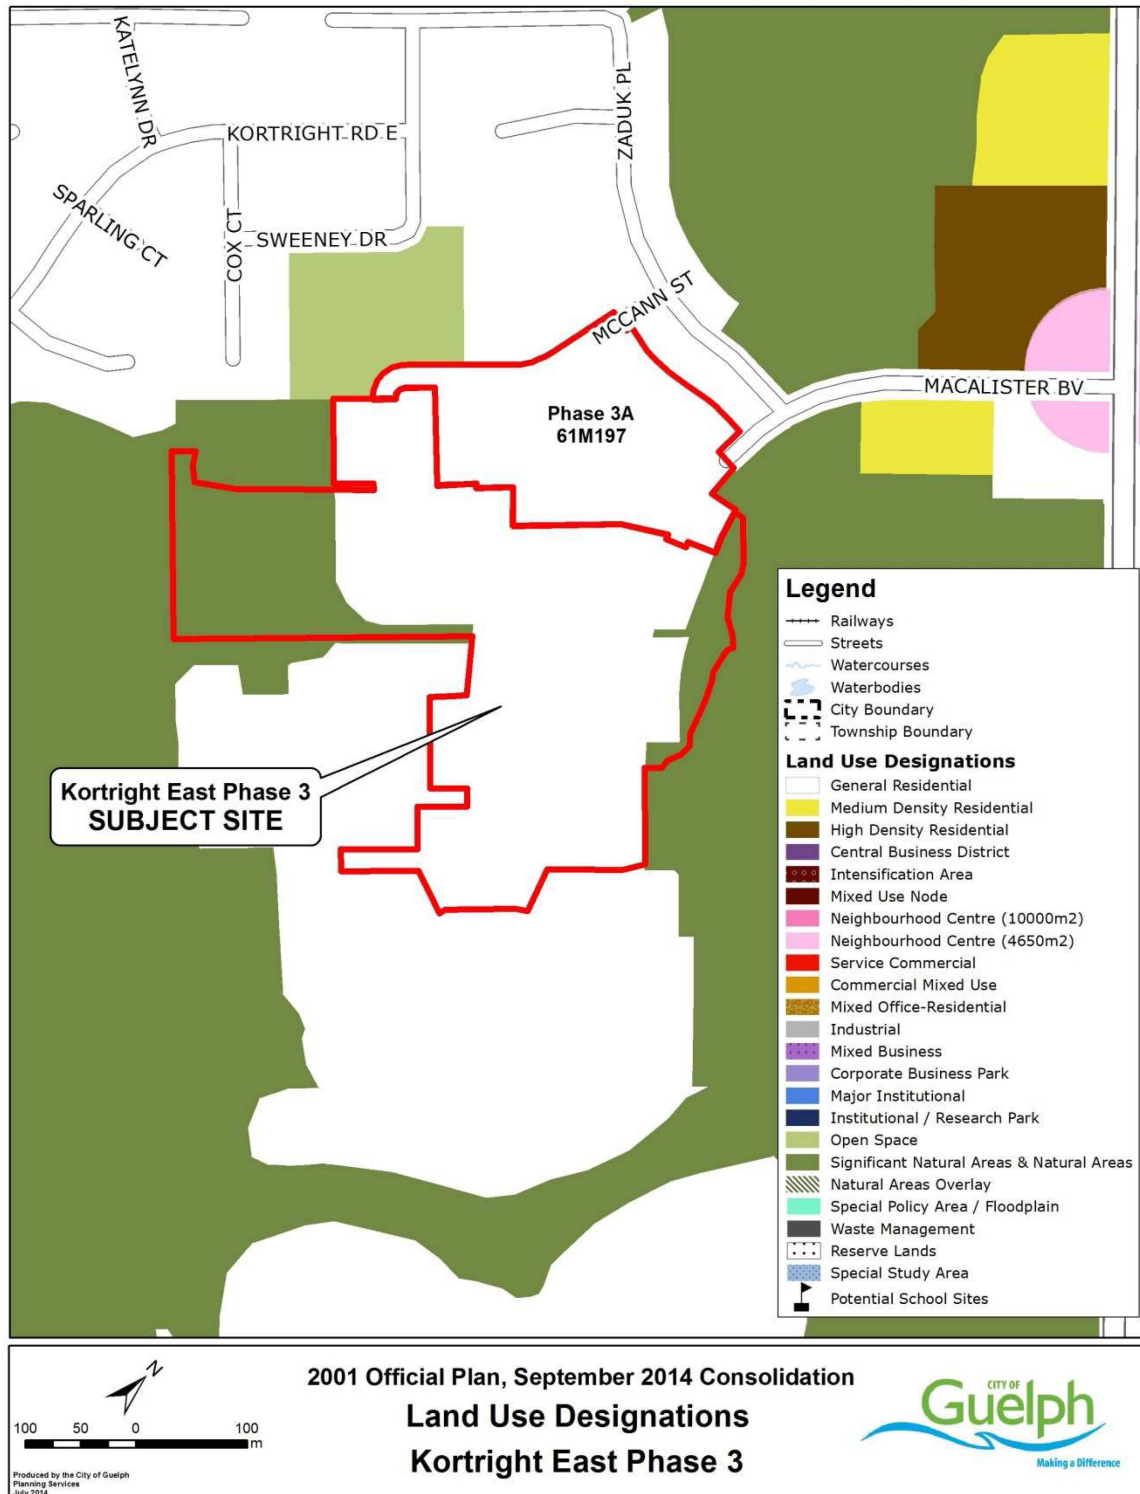 KATELYNN DR
KORTRIGHT RD E
ZADUK PL
SPARLING CT
COX CT
SWEENEY DR
MCCANN ST
MACALISTER BV
Phase 3A
61M197
Kortright East Phase 3
SUBJECT SITE
Legend
Railways
Streets
Watercourses
Waterbodies
City Boundary
Township Boundary
Land Use Designations
General Residential
Medium Density Residential
High Density Residential
Central Business District
Intensification Area
Mixed Use Node
Neighbourhood Centre (10000m2)
Neighbourhood Centre (4650m2)
Service Commercial
Commercial Mixed Use
Mixed Office-Residential
Industrial
Mixed Business
Corporate Business Park
Major Institutional
Institutional / Research Park
Open Space
Significant Natural Areas & Natural Areas
Natural Areas Overlay
Special Policy Area / Floodplain
Waste Management
Reserve Lands
Special Study Area
Potential School Sites
N
100 50 0 100
m
Produced by the City of Guelph
Planning Services
July 2014
2001 Official Plan, September 2014 Consolidation
Land Use Designations
Kortright East Phase 3
CITY OF
Guelph
Making a Difference